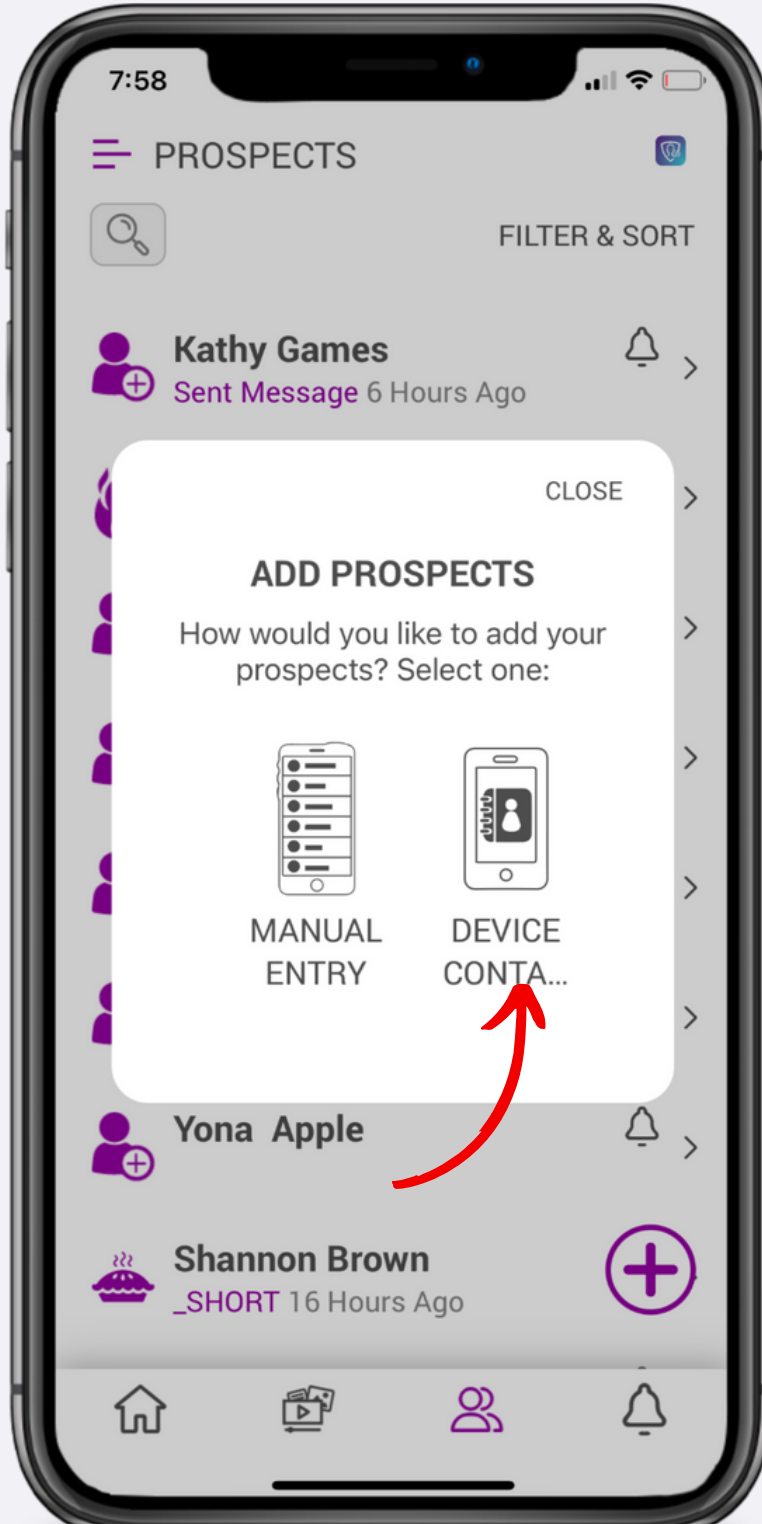 7:58
PROSPECTS
FILTER & SORT
Kathy Games
Sent Message 6 Hours Ago
CLOSE
ADD PROSPECTS
How would you like to add your
prospects? Select one:
MANUAL
ENTRY
DEVICE
CONTA...
Yona Apple
Shannon Brown
_SHORT 16 Hours Ago